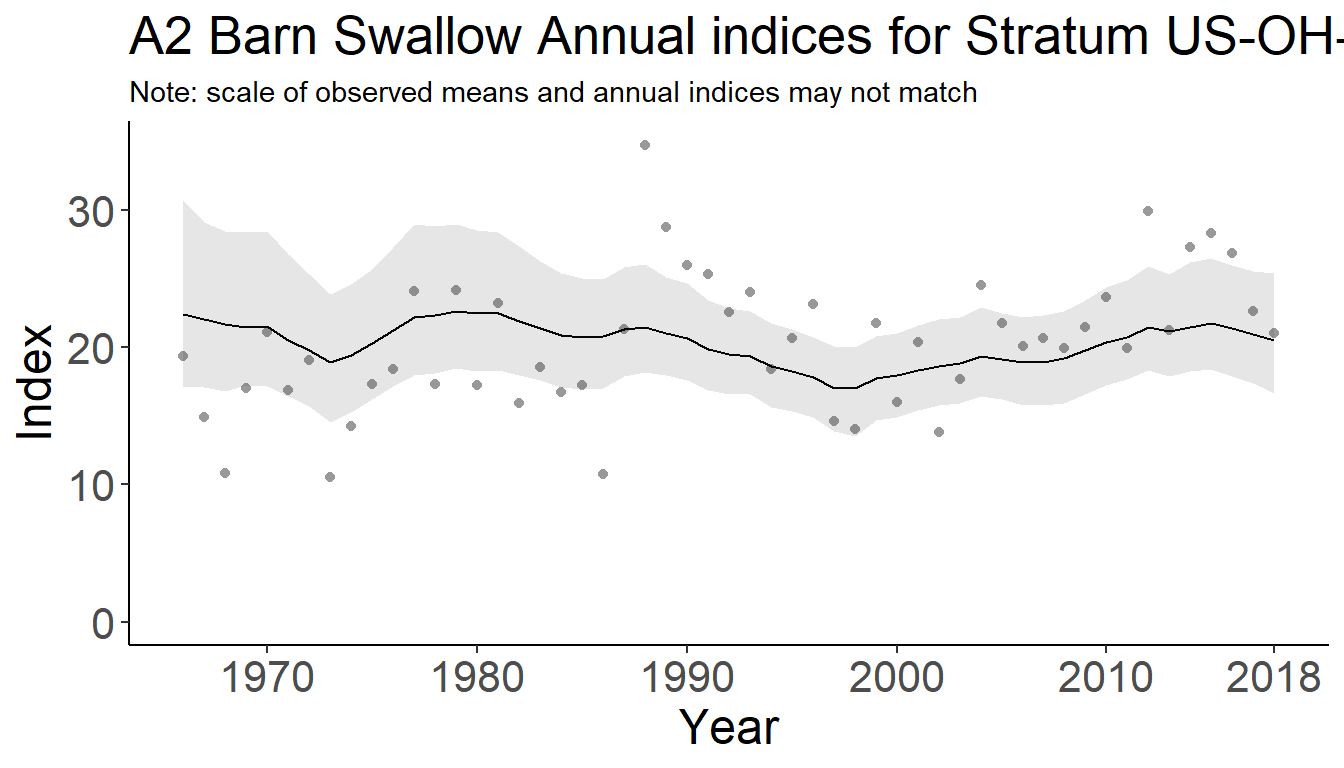 A2 Barn Swallow Annual indices for Stratum US-OH-
Note: scale of observed means and annual indices may not match
30
20
10
0
Index
1970 1980 1990 2000 2010 2018
Year